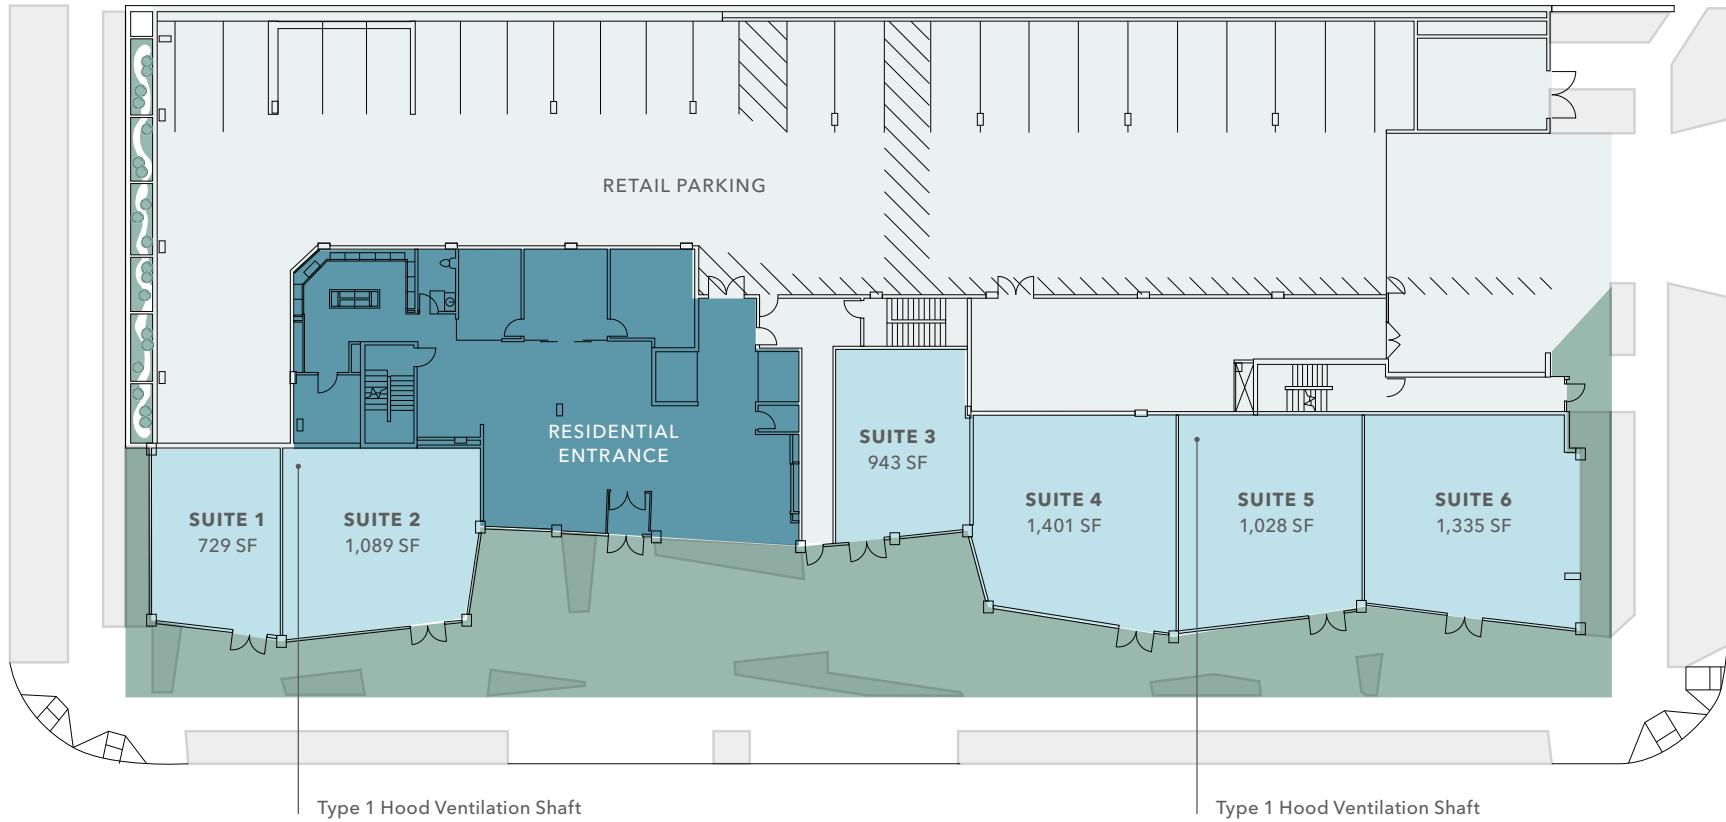 RETAIL PARKING
RESIDENTIAL
ENTRANCE
SUITE 1
729 SF
SUITE 2
1,089 SF
SUITE 3
943 SF
SUITE 4
1,401 SF
SUITE 5
1,028 SF
SUITE 6
1,335 SF
Type 1 Hood Ventilation Shaft
Type 1 Hood Ventilation Shaft